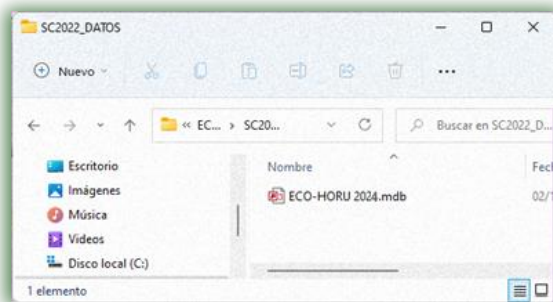 SC2022_DATOS
Nuevo
« EC... > SC20...
Buscar en SC2022_D...
Escritorio
Imágenes
Música
Videos
Disco local (C:)
Nombre
Fech
ECO-HORU 2024.mdb
02/1
1 elemento